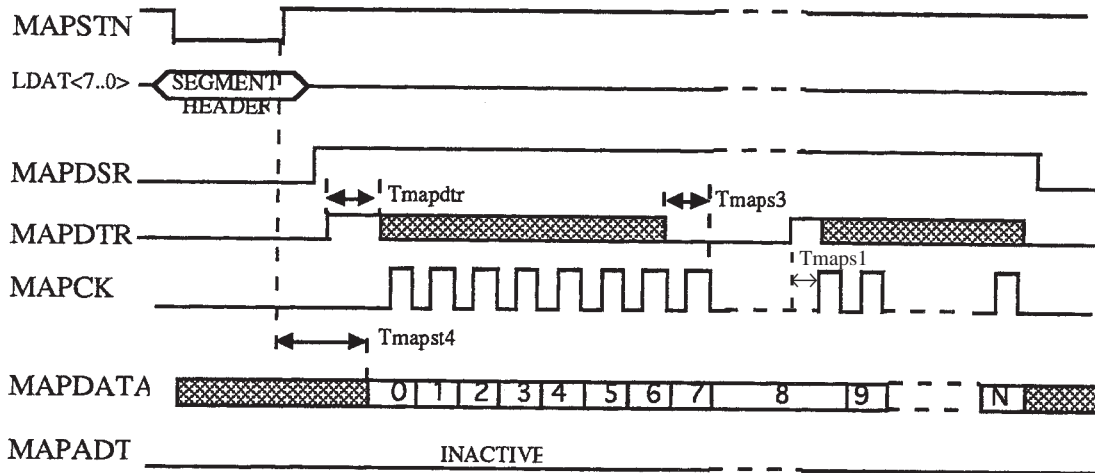 MAPSTN
LDAT<7..0>
SEGMENT
HEADER
MAPDSR
Tmapdtr
Tmaps3
MAPDTR
Tmaps1
MAPCK
Tmapst4
MAPDATA
0 1 2 3 4 5 6 7 8 9 N
MAPADT
INACTIVE